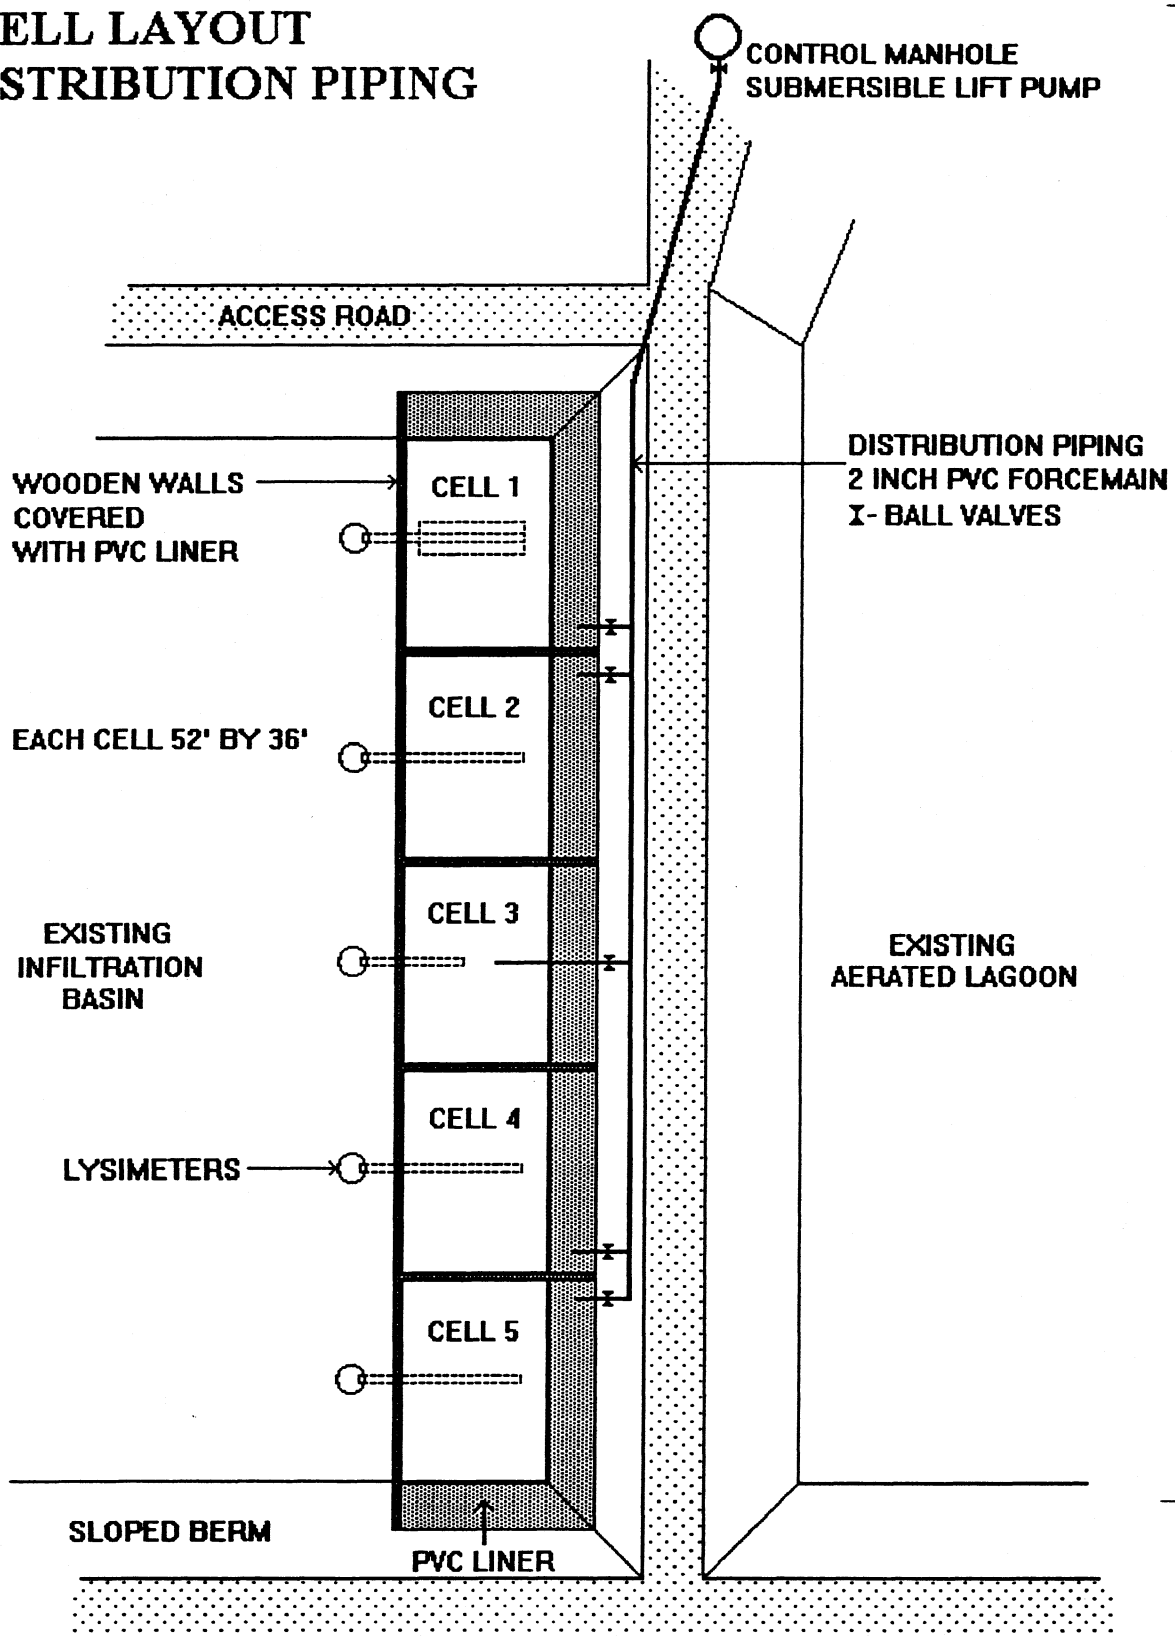 ELL LAYOUT
STRIBUTION PIPING
CONTROL MANHOLE
SUBMERSIBLE LIFT PUMP
ACCESS ROAD
DISTRIBUTION PIPING
2 INCH PVC FORCEMAIN
X- BALL VALVES
WOODEN WALLS
COVERED
WITH PVC LINER
CELL 1
CELL 2
EACH CELL 52' BY 36'
CELL 3
EXISTING
INFILTRATION
BASIN
EXISTING
AERATED LAGOON
CELL 4
LYSIMETERS
CELL 5
SLOPED BERM
PVC LINER